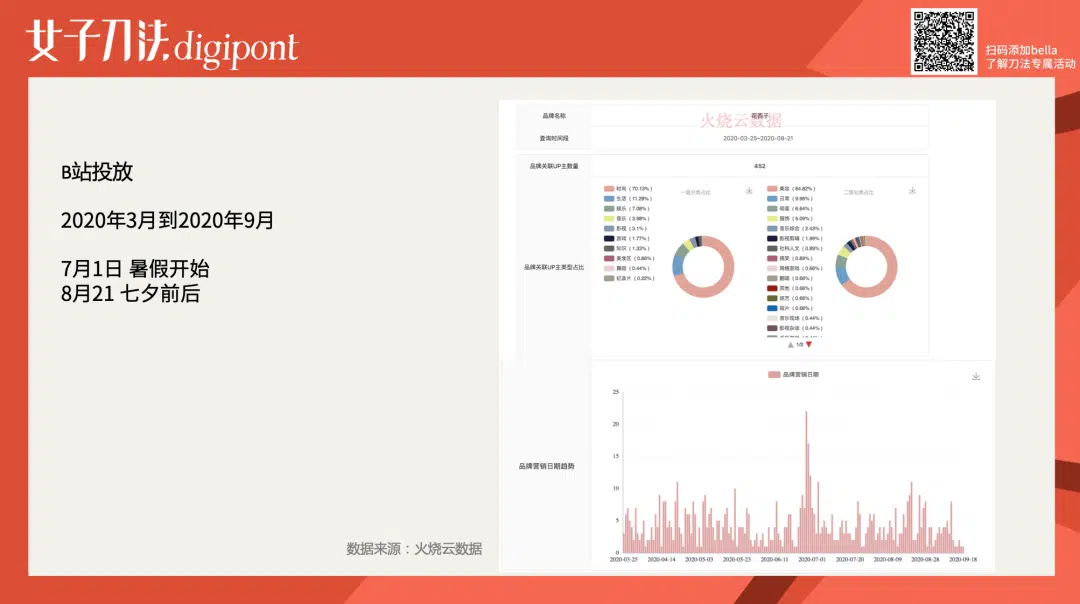 女子刀法digipont
扫码添加bella
了解刀法专属活动
B站投放
2020年3月到2020年9月
7月1日 暑假开始
8月21 七夕前后
数据来源：火烧云数据
品牌名称
花西子
火烧云数据
查询时间段
2020-03-25~2020-09-21
品牌关联UP主数量
452
品牌关联UP主类型占比
时尚（70.13%）
生活（11.28%）
娱乐（7.08%）
音乐（3.98%）
影视（3.1%）
游戏（1.77%）
知识（1.33%）
美食区（0.66%）
舞蹈（0.44%）
纪录片（0.22%）
一级分类占比
美妆（64.82%）
日常（9.96%）
明星（6.64%）
服饰（5.09%）
音乐综合（2.43%）
影视剪辑（1.99%）
社科人文（0.89%）
搞笑（0.88%）
网络游戏（0.66%）
翻唱（0.66%）
其他（0.66%）
综艺（0.66%）
短片（0.66%）
音乐现场（0.44%）
影视杂谈（0.44%）
二级分类占比
品牌营销日期趋势
品牌营销日期
25
20
15
10
5
0
2020-03-25 2020-04-14 2020-05-03 2020-05-23 2020-06-11 2020-07-01 2020-07-20 2020-08-09 2020-08-28 2020-09-18